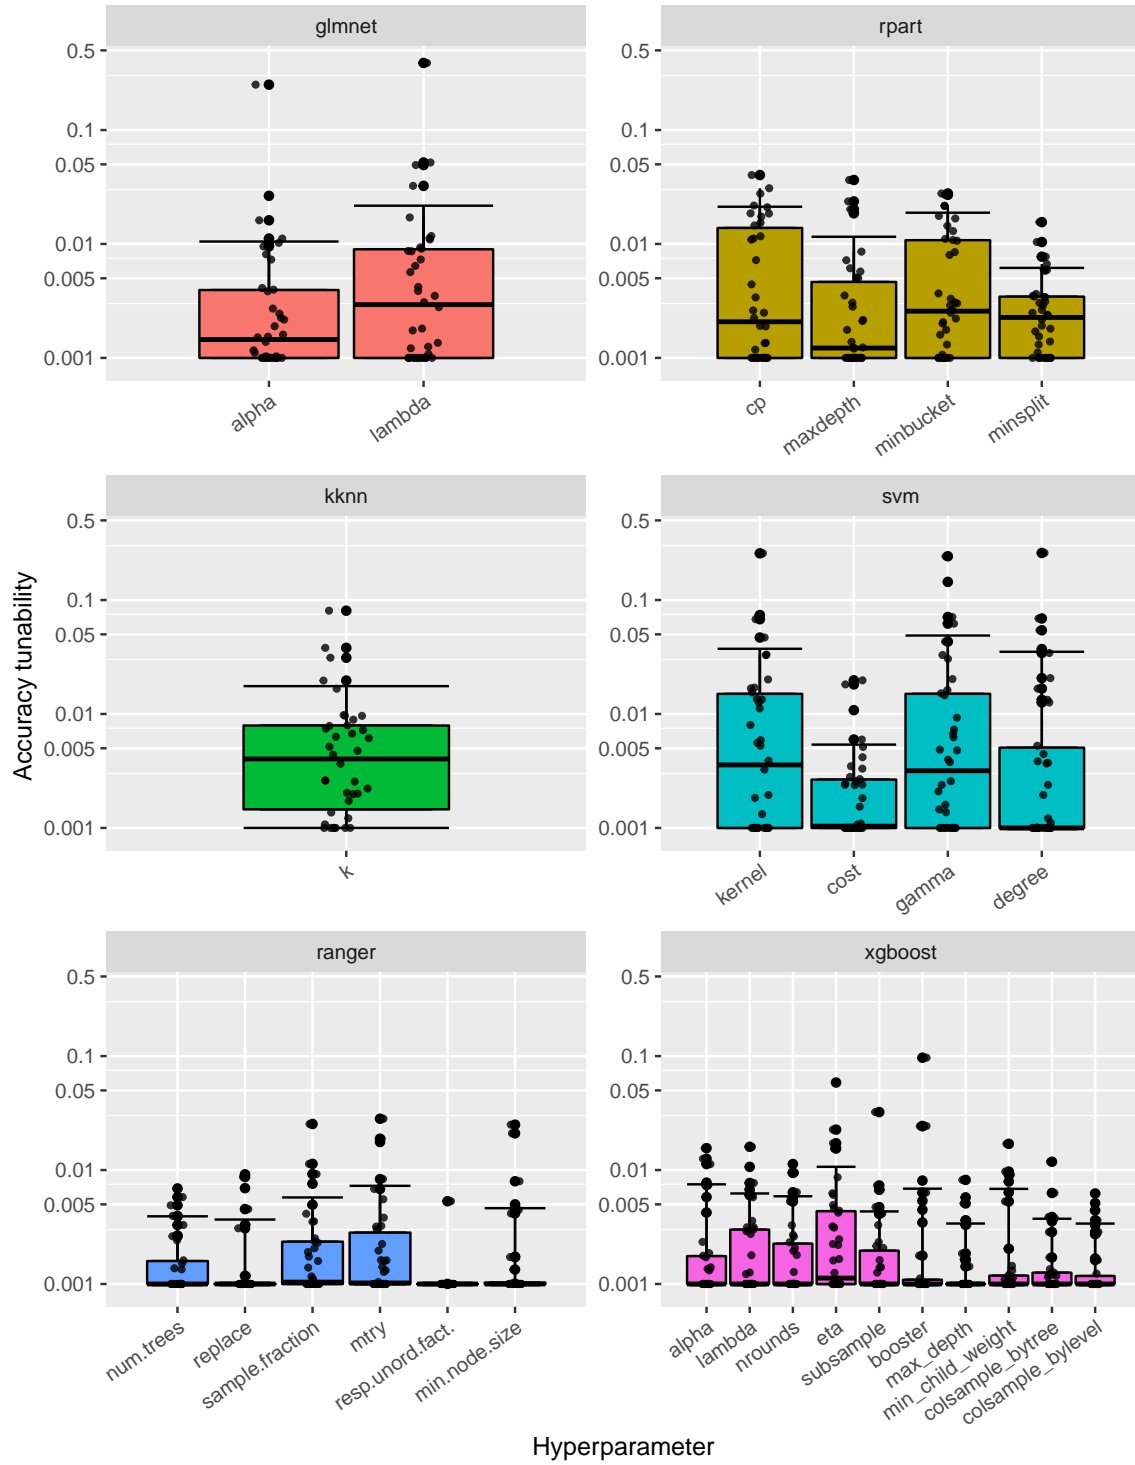 glmnet
rpart
0.5
0.1
0.05
0.01
0.005
0.001
alpha
lambda
0.5
0.1
0.05
0.01
0.005
0.001
cp
maxdepth
minbucket
minsplit
kknn
svm
Accuracy tunability
0.5
0.1
0.05
0.01
0.005
0.001
k
0.5
0.1
0.05
0.01
0.005
0.001
kernel
cost
gamma
degree
ranger
xgboost
0.5
0.1
0.05
0.01
0.005
0.001
num.trees
replace
sample.fraction
mtry
resp.unord.fact.
min.node.size
0.5
0.1
0.05
0.01
0.005
0.001
alpha
lambda
nrounds
eta
subsample
booster
max_depth
min_child_weight
colsample_bytree
colsample_bylevel
Hyperparameter